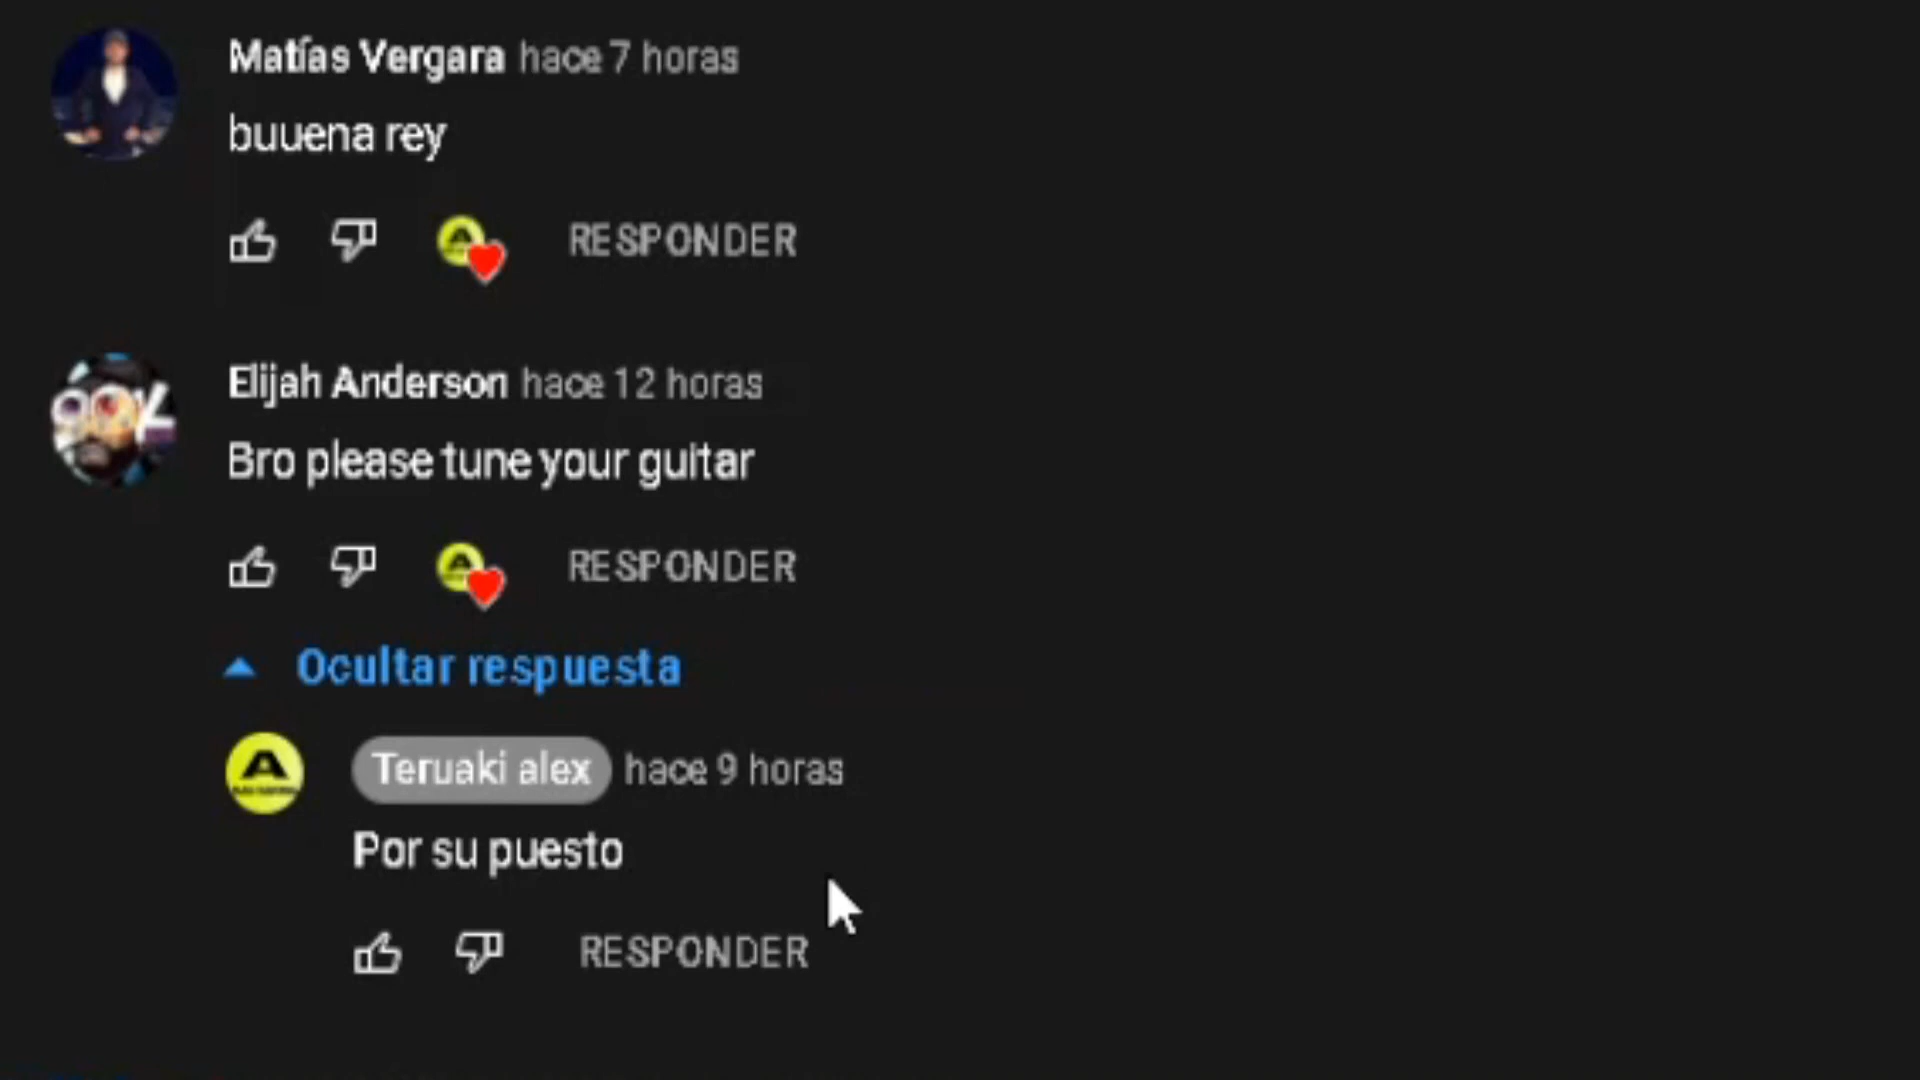 Matías Vergara hace 7 horas
buuena rey
RESPONDER
Elijah Anderson hace 12 horas
Bro please tune your guitar
RESPONDER
Ocultar respuesta
Teruaki alex hace 9 horas
Por su puesto
RESPONDER